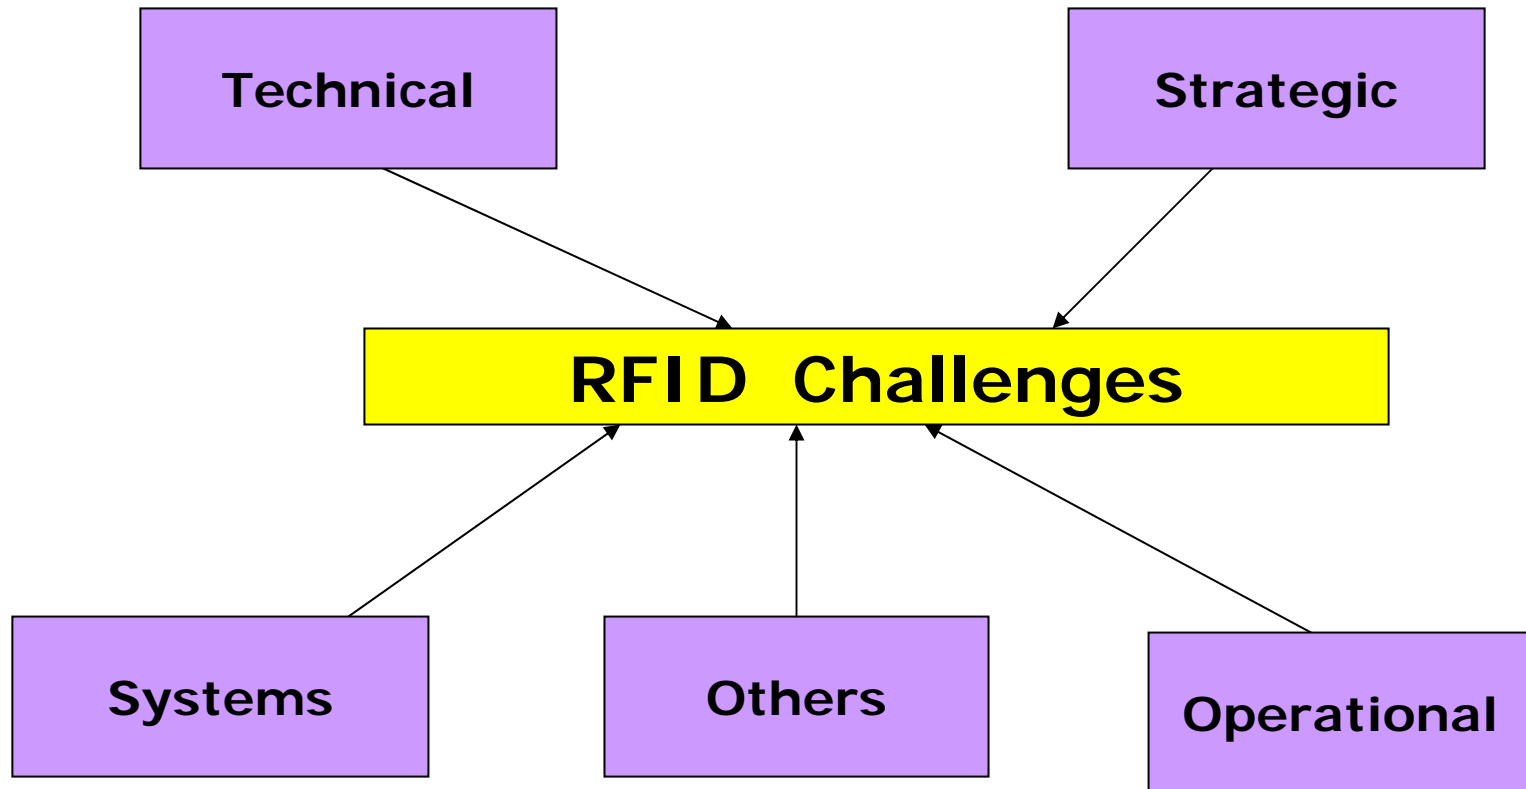 Technical
Strategic
RFID Challenges
Systems
Others
Operational